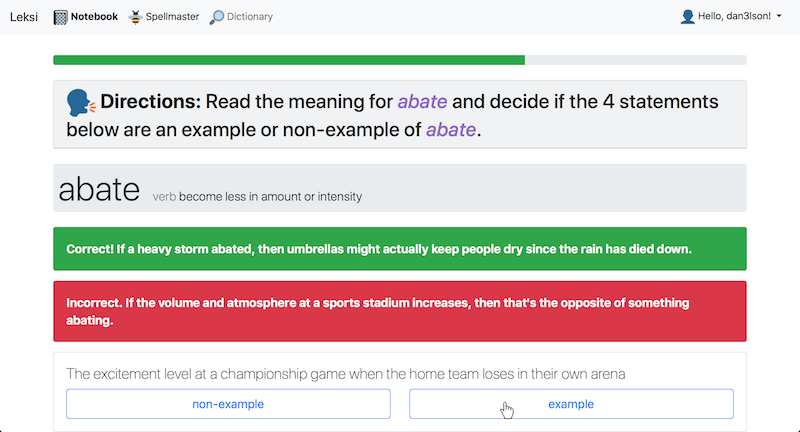 Leksi Notebook Spellmaster Dictionary Hello, dan3lson!
Directions: Read the meaning for abate and decide if the 4 statements
below are an example or non-example of abate.
abate verb become less in amount or intensity
Correct! If a heavy storm abated, then umbrellas might actually keep people dry since the rain has died down.
Incorrect. If the volume and atmosphere at a sports stadium increases, then that's the opposite of something
abating.
The excitement level at a championship game when the home team loses in their own arena
non-example example